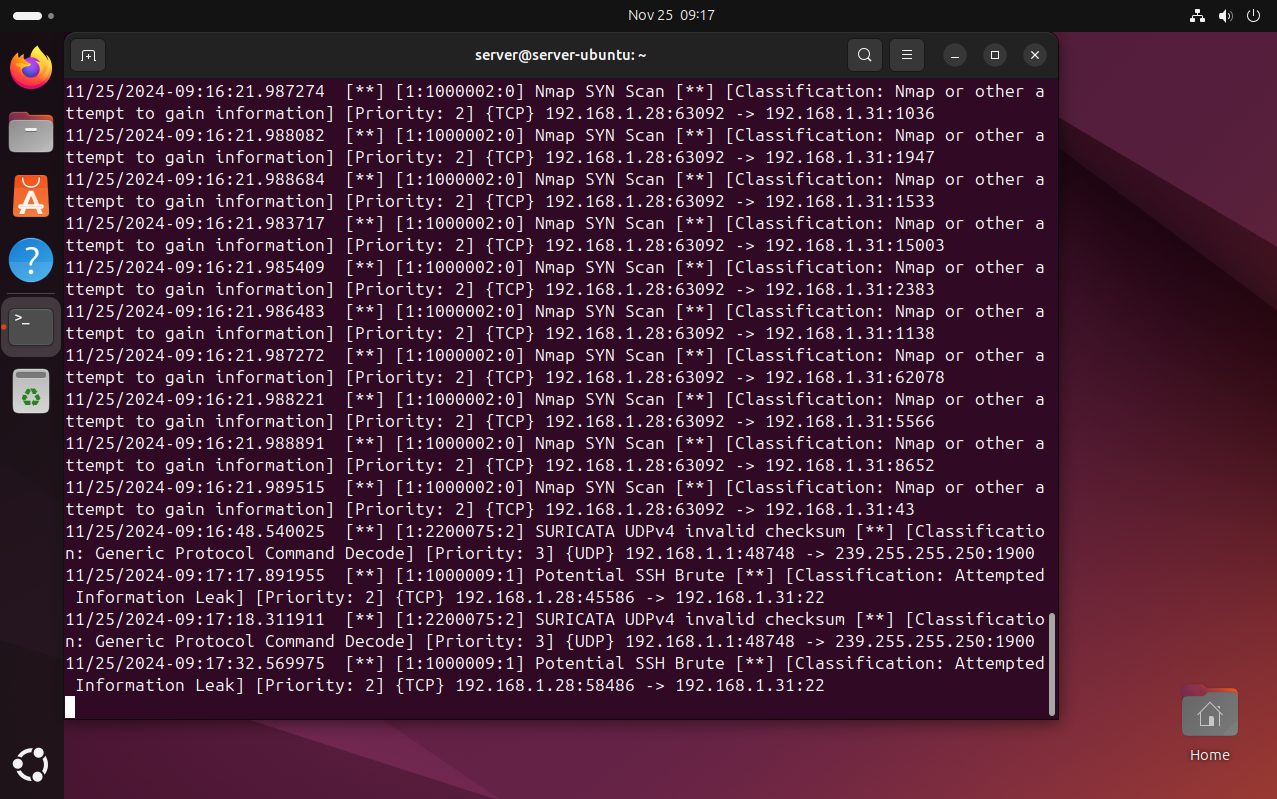 Nov 25 09:17
server@server-ubuntu: ~
11/25/2024-09:16:21.987274  [**] [1:1000002:0] Nmap SYN Scan [**] [Classification: Nmap or other a
ttempt to gain information] [Priority: 2] {TCP} 192.168.1.28:63092 -> 192.168.1.31:1036
11/25/2024-09:16:21.988082  [**] [1:1000002:0] Nmap SYN Scan [**] [Classification: Nmap or other a
ttempt to gain information] [Priority: 2] {TCP} 192.168.1.28:63092 -> 192.168.1.31:1947
11/25/2024-09:16:21.988684  [**] [1:1000002:0] Nmap SYN Scan [**] [Classification: Nmap or other a
ttempt to gain information] [Priority: 2] {TCP} 192.168.1.28:63092 -> 192.168.1.31:1533
11/25/2024-09:16:21.983717  [**] [1:1000002:0] Nmap SYN Scan [**] [Classification: Nmap or other a
ttempt to gain information] [Priority: 2] {TCP} 192.168.1.28:63092 -> 192.168.1.31:15003
11/25/2024-09:16:21.985409  [**] [1:1000002:0] Nmap SYN Scan [**] [Classification: Nmap or other a
ttempt to gain information] [Priority: 2] {TCP} 192.168.1.28:63092 -> 192.168.1.31:2383
11/25/2024-09:16:21.986483  [**] [1:1000002:0] Nmap SYN Scan [**] [Classification: Nmap or other a
ttempt to gain information] [Priority: 2] {TCP} 192.168.1.28:63092 -> 192.168.1.31:1138
11/25/2024-09:16:21.987272  [**] [1:1000002:0] Nmap SYN Scan [**] [Classification: Nmap or other a
ttempt to gain information] [Priority: 2] {TCP} 192.168.1.28:63092 -> 192.168.1.31:62078
11/25/2024-09:16:21.988221  [**] [1:1000002:0] Nmap SYN Scan [**] [Classification: Nmap or other a
ttempt to gain information] [Priority: 2] {TCP} 192.168.1.28:63092 -> 192.168.1.31:5566
11/25/2024-09:16:21.988891  [**] [1:1000002:0] Nmap SYN Scan [**] [Classification: Nmap or other a
ttempt to gain information] [Priority: 2] {TCP} 192.168.1.28:63092 -> 192.168.1.31:8652
11/25/2024-09:16:21.989515  [**] [1:1000002:0] Nmap SYN Scan [**] [Classification: Nmap or other a
ttempt to gain information] [Priority: 2] {TCP} 192.168.1.28:63092 -> 192.168.1.31:43
11/25/2024-09:16:48.540025  [**] [1:2200075:2] SURICATA UDPv4 invalid checksum [**] [Classificatio
n: Generic Protocol Command Decode] [Priority: 3] {UDP} 192.168.1.1:48748 -> 239.255.255.250:1900
11/25/2024-09:17:17.891955  [**] [1:1000009:1] Potential SSH Brute [**] [Classification: Attempted
 Information Leak] [Priority: 2] {TCP} 192.168.1.28:45586 -> 192.168.1.31:22
11/25/2024-09:17:18.311911  [**] [1:2200075:2] SURICATA UDPv4 invalid checksum [**] [Classificatio
n: Generic Protocol Command Decode] [Priority: 3] {UDP} 192.168.1.1:48748 -> 239.255.255.250:1900
11/25/2024-09:17:32.569975  [**] [1:1000009:1] Potential SSH Brute [**] [Classification: Attempted
 Information Leak] [Priority: 2] {TCP} 192.168.1.28:58486 -> 192.168.1.31:22
Home